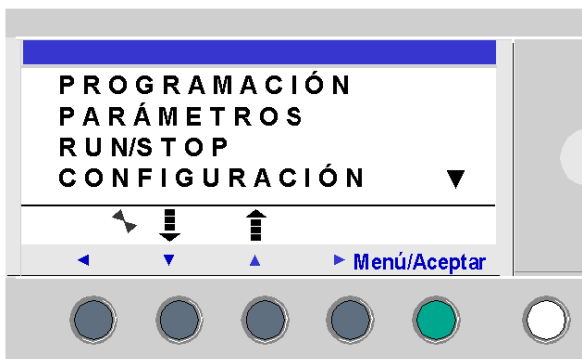 PROGRAMACIÓN
PARÁMETROS
RUN/STOP
CONFIGURACIÓN
Menú/Aceptar